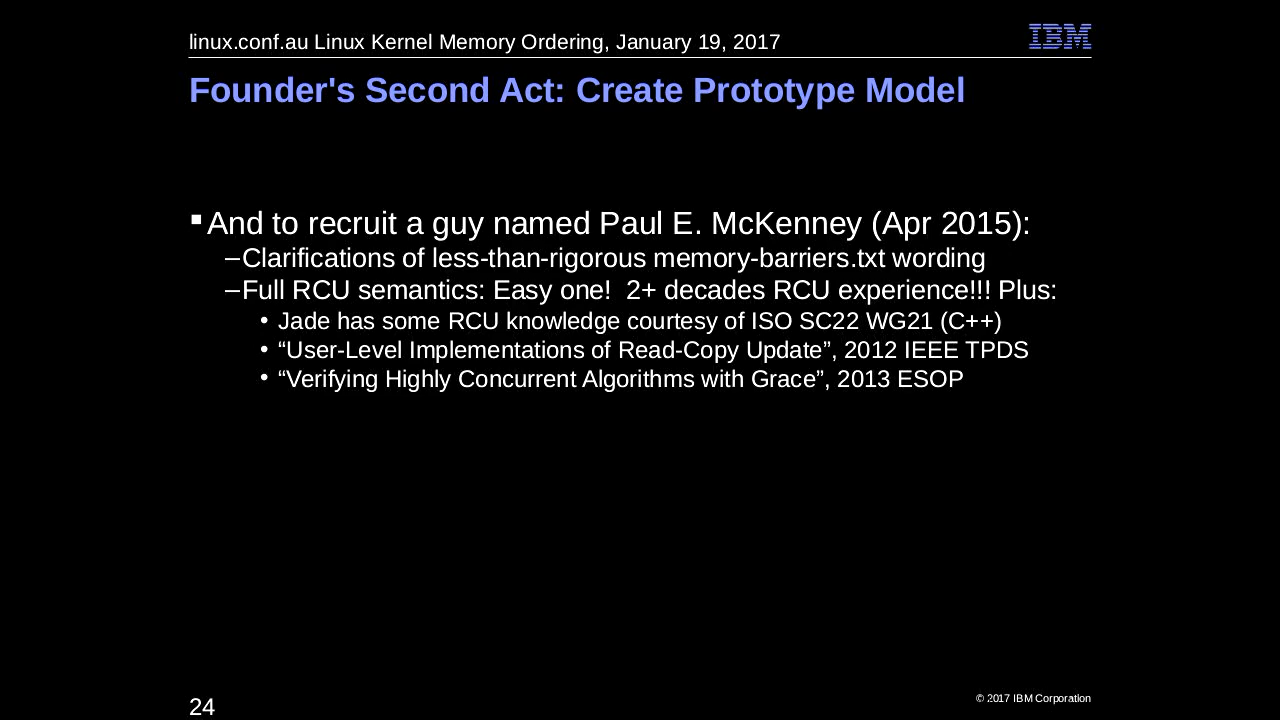 linux.conf.au Linux Kernel Memory Ordering, January 19, 2017
IBM
Founder's Second Act: Create Prototype Model
▪And to recruit a guy named Paul E. McKenney (Apr 2015):
–Clarifications of less-than-rigorous memory-barriers.txt wording
–Full RCU semantics: Easy one!  2+ decades RCU experience!!! Plus:
• Jade has some RCU knowledge courtesy of ISO SC22 WG21 (C++)
• “User-Level Implementations of Read-Copy Update”, 2012 IEEE TPDS
• “Verifying Highly Concurrent Algorithms with Grace”, 2013 ESOP
24
© 2017 IBM Corporation